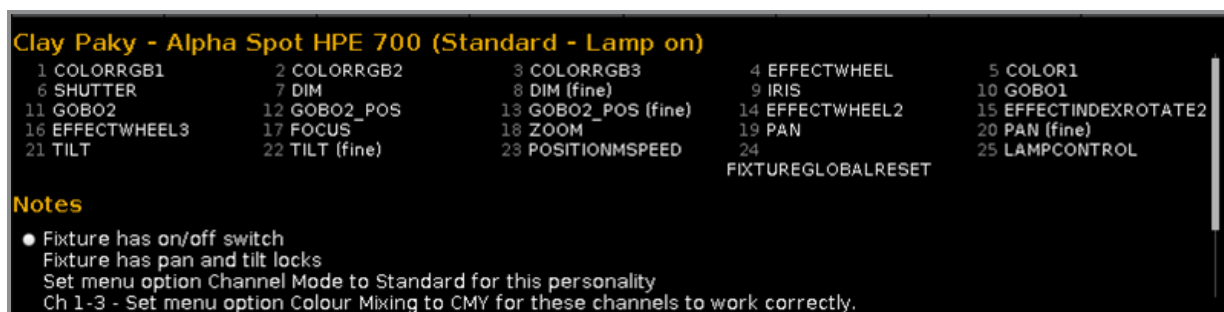 Clay Paky - Alpha Spot HPE 700 (Standard - Lamp on)
1 COLORRGB1 2 COLORRGB2 3 COLORRGB3 4 EFFECTWHEEL 5 COLOR1
6 SHUTTER 7 DIM 8 DIM (fine) 9 IRIS 10 GOBO1
11 GOBO2 12 GOBO2_POS 13 GOBO2_POS (fine) 14 EFFECTWHEEL2 15 EFFECTINDEXROTATE2
16 EFFECTWHEEL3 17 FOCUS 18 ZOOM 19 PAN 20 PAN (fine)
21 TILT 22 TILT (fine) 23 POSITIONMSPEED 24 25 LAMPCONTROL
FIXTUREGLOBALRESET
Notes
● Fixture has on/off switch
Fixture has pan and tilt locks
Set menu option Channel Mode to Standard for this personality
Ch 1-3 - Set menu option Colour Mixing to CMY for these channels to work correctly.